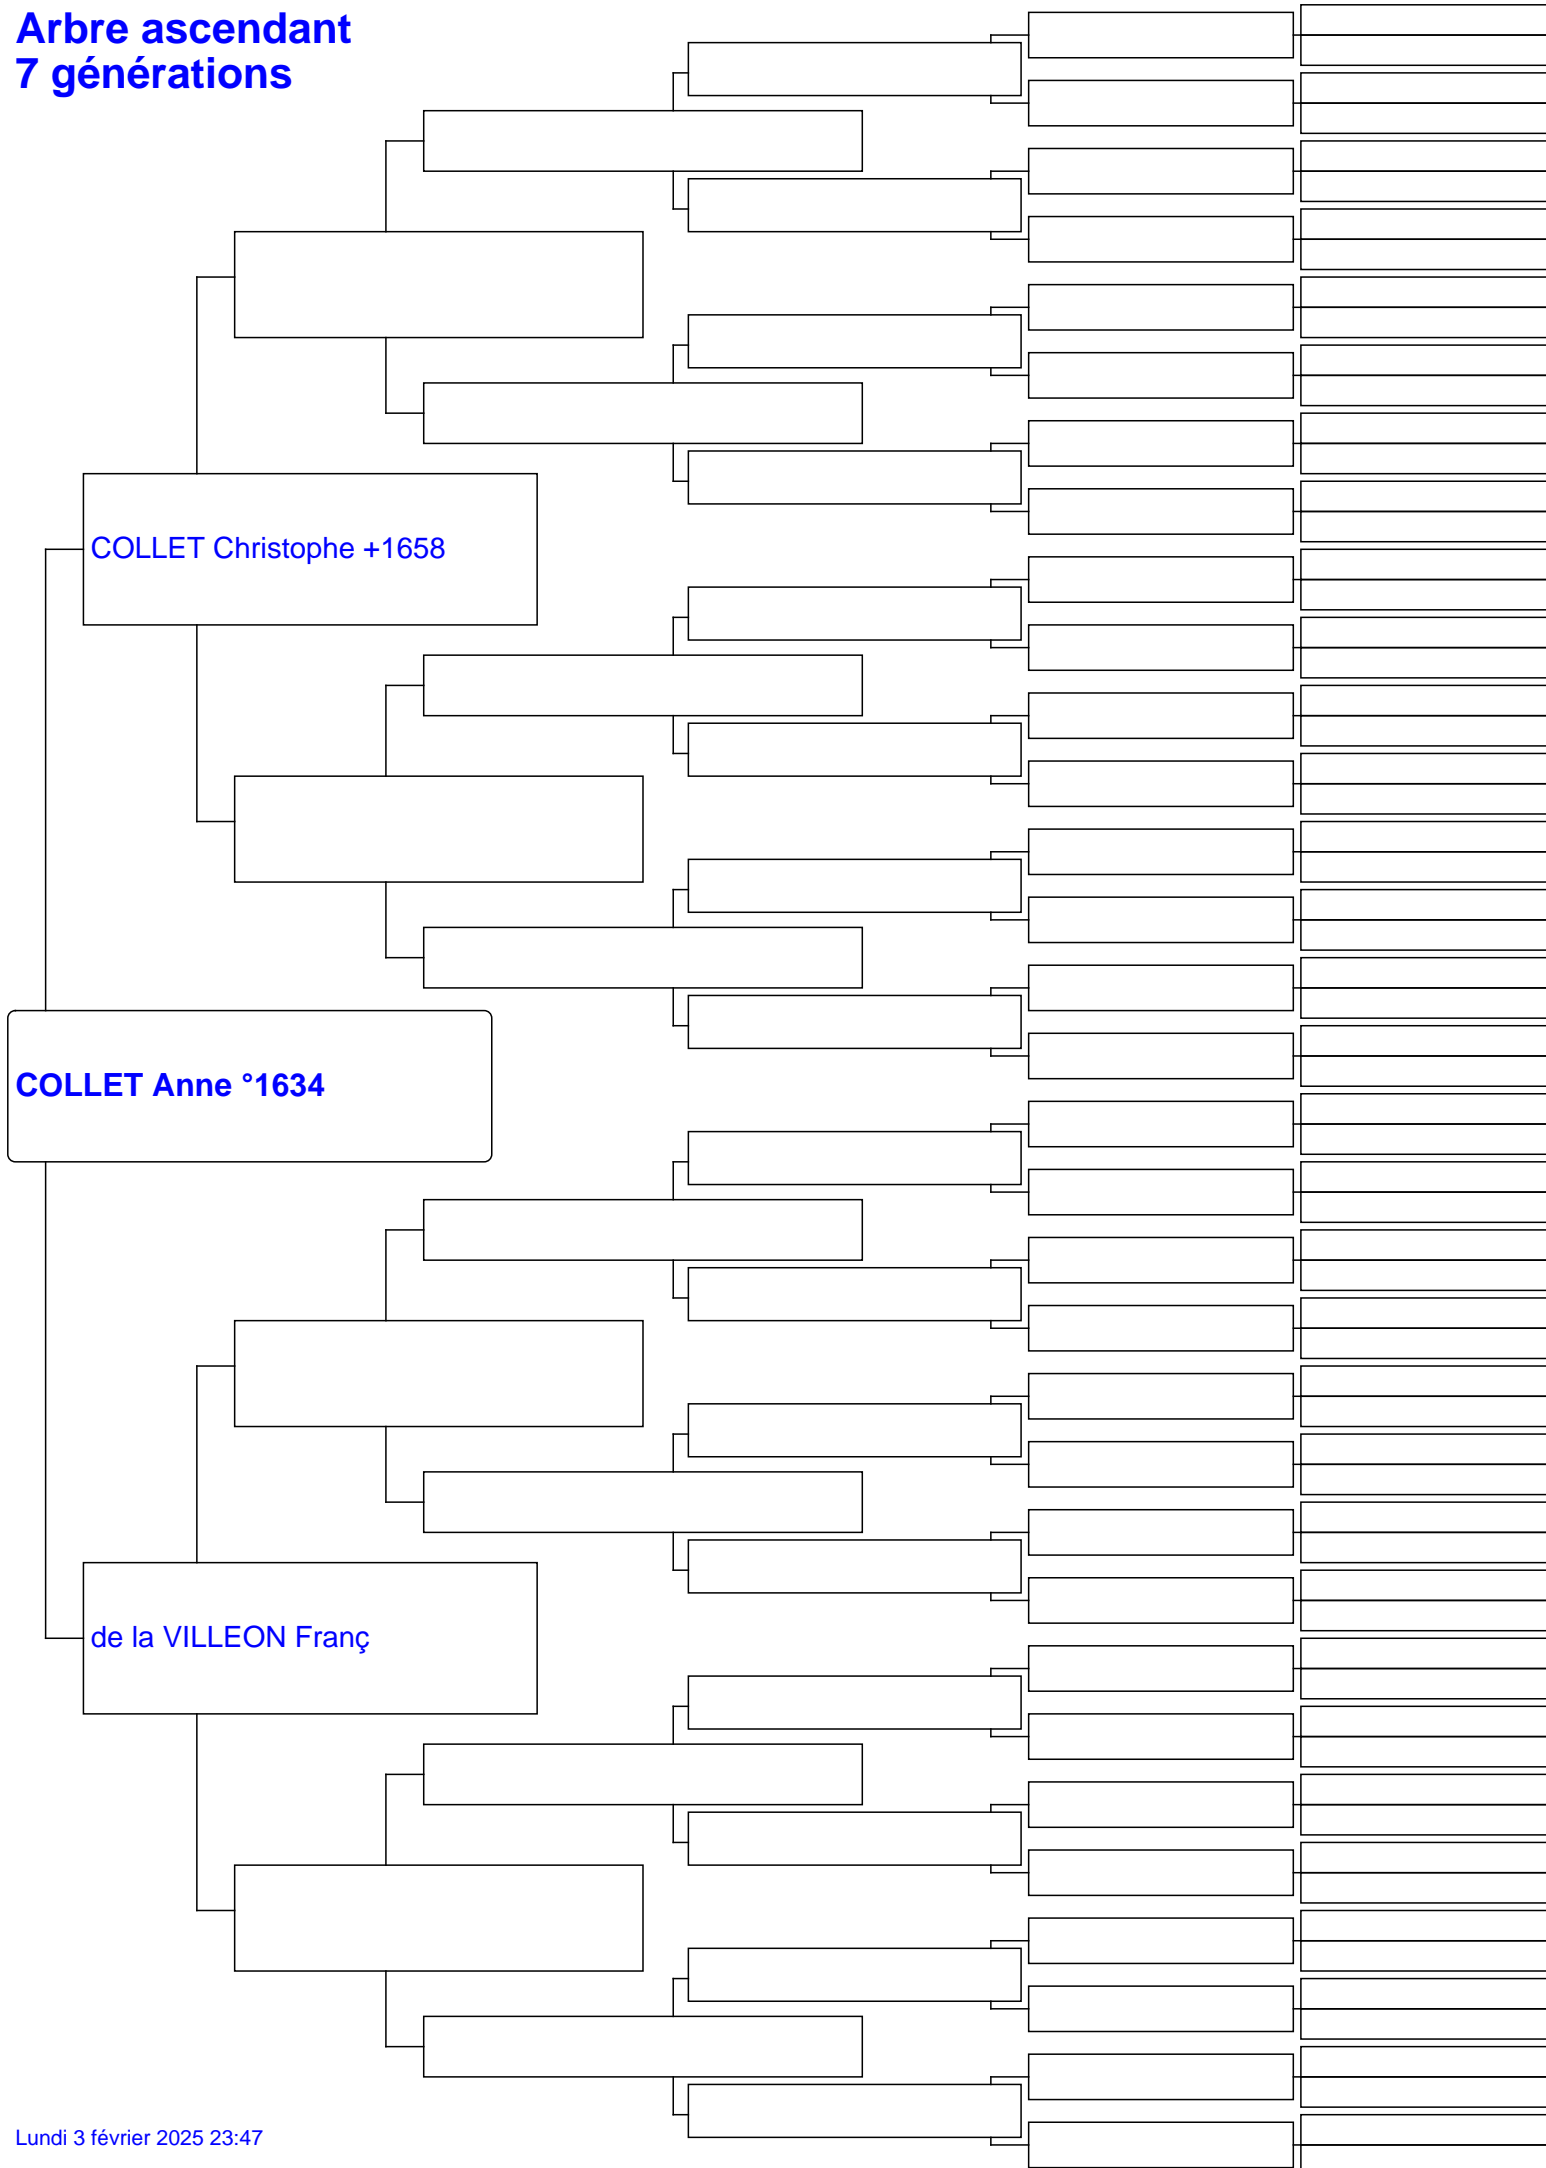 Arbre ascendant
7 générations
COLLET Christophe +1658
COLLET Anne °1634
de la VILLEON Franç
Lundi 3 février 2025 23:47